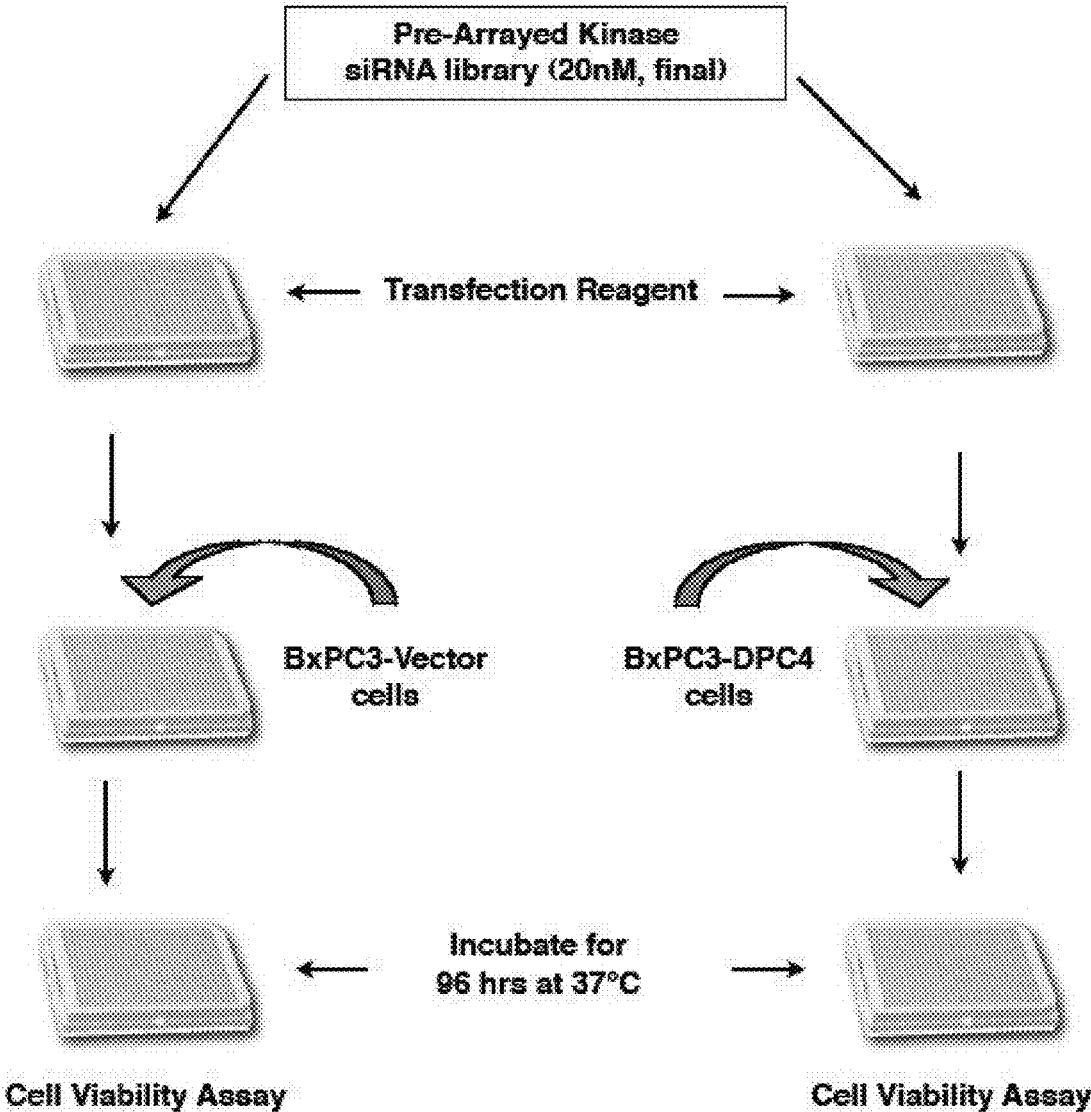 Pre-Arrayed Kinase
siRNA library (20nM, final)
Transfection Reagent
BxPC3-Vector
cells
BxPC3-DPC4
cells
Incubate for
96 hrs at 37°C
Cell Viability Assay
Cell Viability Assay